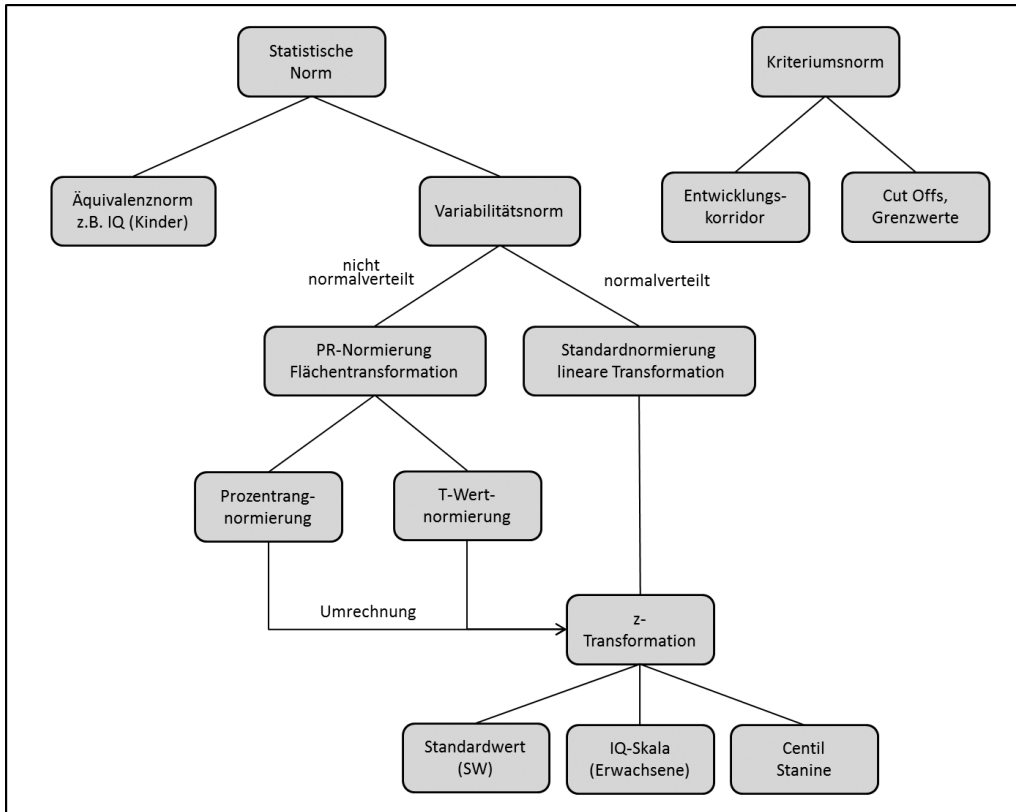 Statistische
Norm
Kriteriumsnorm
Äquivalenznorm
z.B. IQ (Kinder)
Variabilitätsnorm
Entwicklungs-
korridor
Cut Offs,
Grenzwerte
nicht
normalverteilt
normalverteilt
PR-Normierung
Flächentransformation
Standardnormierung
lineare Transformation
Prozentrang-
normierung
T-Wert-
normierung
Umrechnung
z-
Transformation
Standardwert
(SW)
IQ-Skala
(Erwachsene)
Centil
Stanine